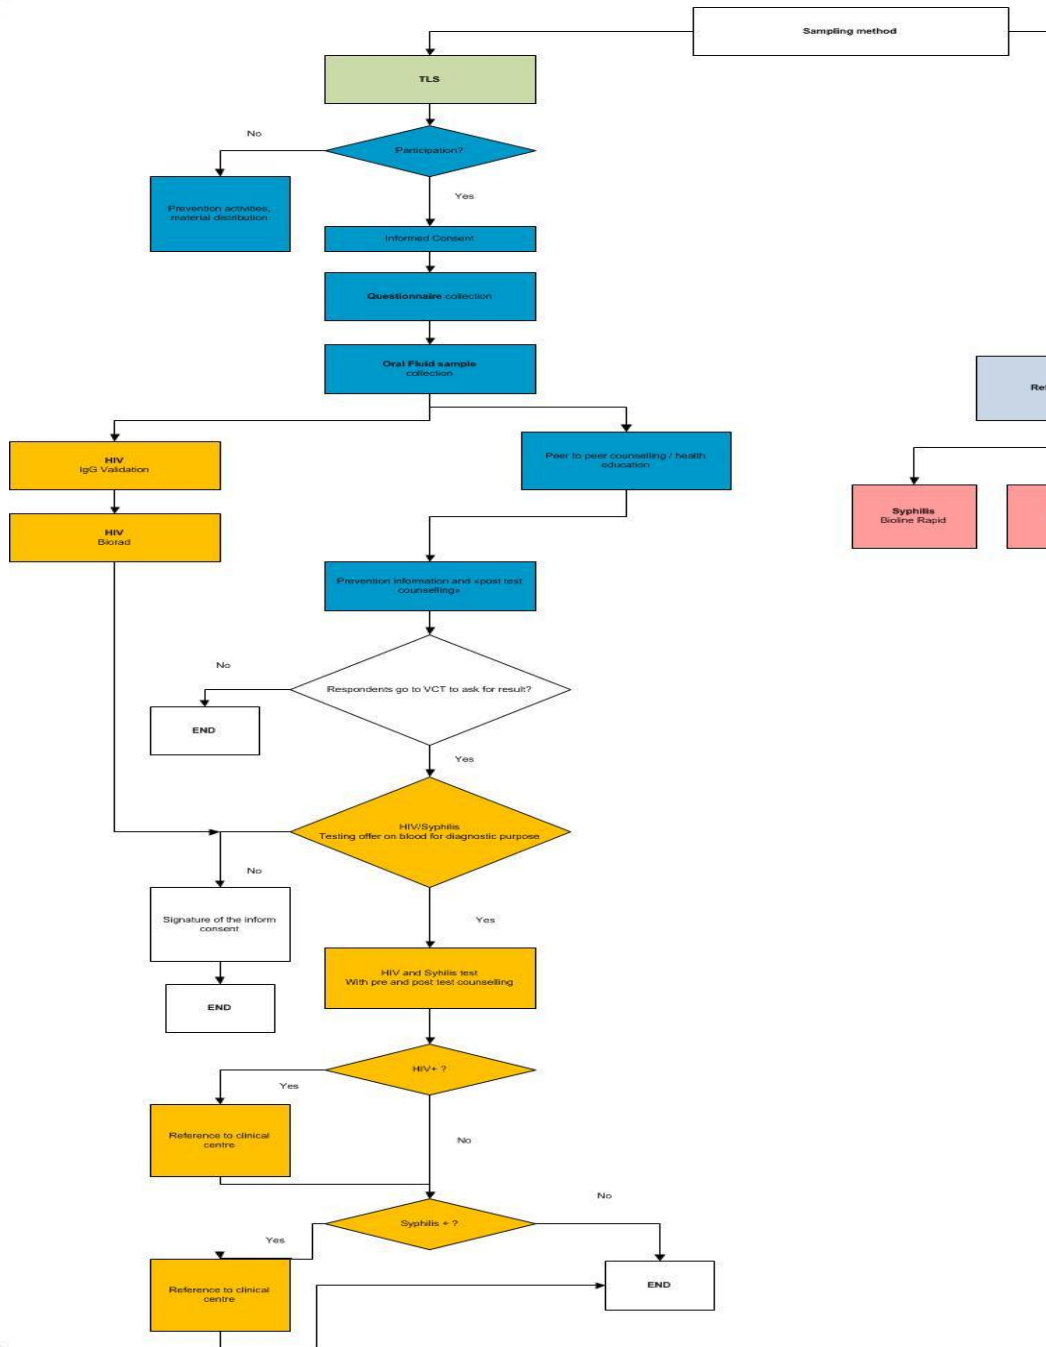 Sampling method
TLS
No
Participation?
Yes
Prevention activities,
material distribution
Informed Consent
Questionnaire collection
Oral Fluid sample
collection
HIV
IgG Validation
Peer to peer counselling / health
education
HIV
Biorad
Syphilis
Bioline Rapid
Prevention information and «post test
counselling»
No
Respondents go to VCT to ask for result?
END
Yes
HIV/Syphilis
Testing offer on blood for diagnostic purpose
No
Signature of the inform
consent
Yes
END
HIV and Syhilis test
With pre and post test counselling
HIV+ ?
Yes
Reference to clinical
centre
No
No
Syphilis + ?
Yes
Reference to clinical
centre
END